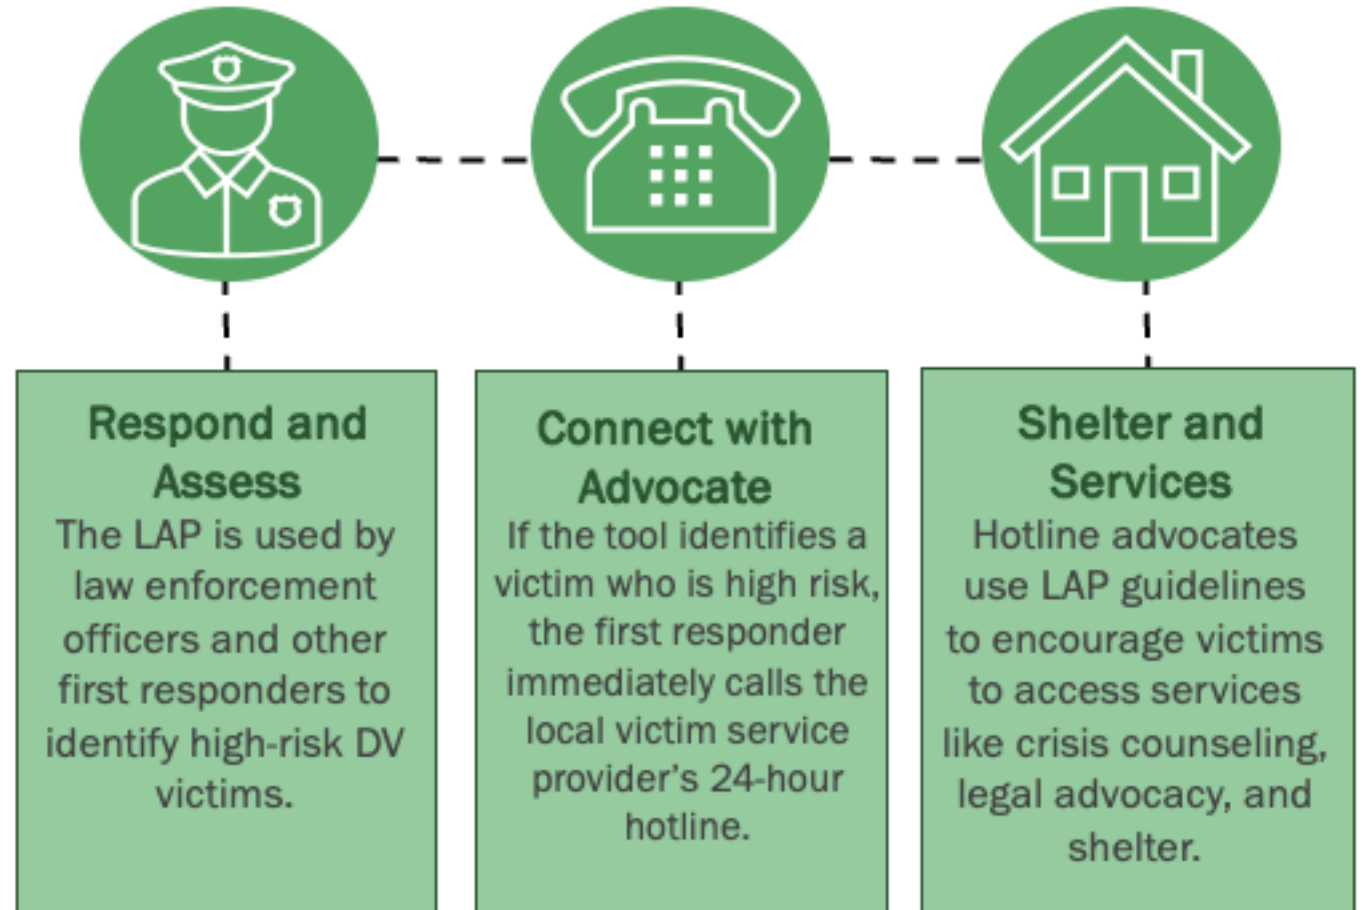 Respond and
Assess
The LAP is used by
law enforcement
officers and other
first responders to
identify high-risk DV
victims.
Connect with
Advocate
If the tool identifies a
victim who is high risk,
the first responder
immediately calls the
local victim service
provider’s 24-hour
hotline.
Shelter and
Services
Hotline advocates
use LAP guidelines
to encourage victims
to access services
like crisis counseling,
legal advocacy, and
shelter.